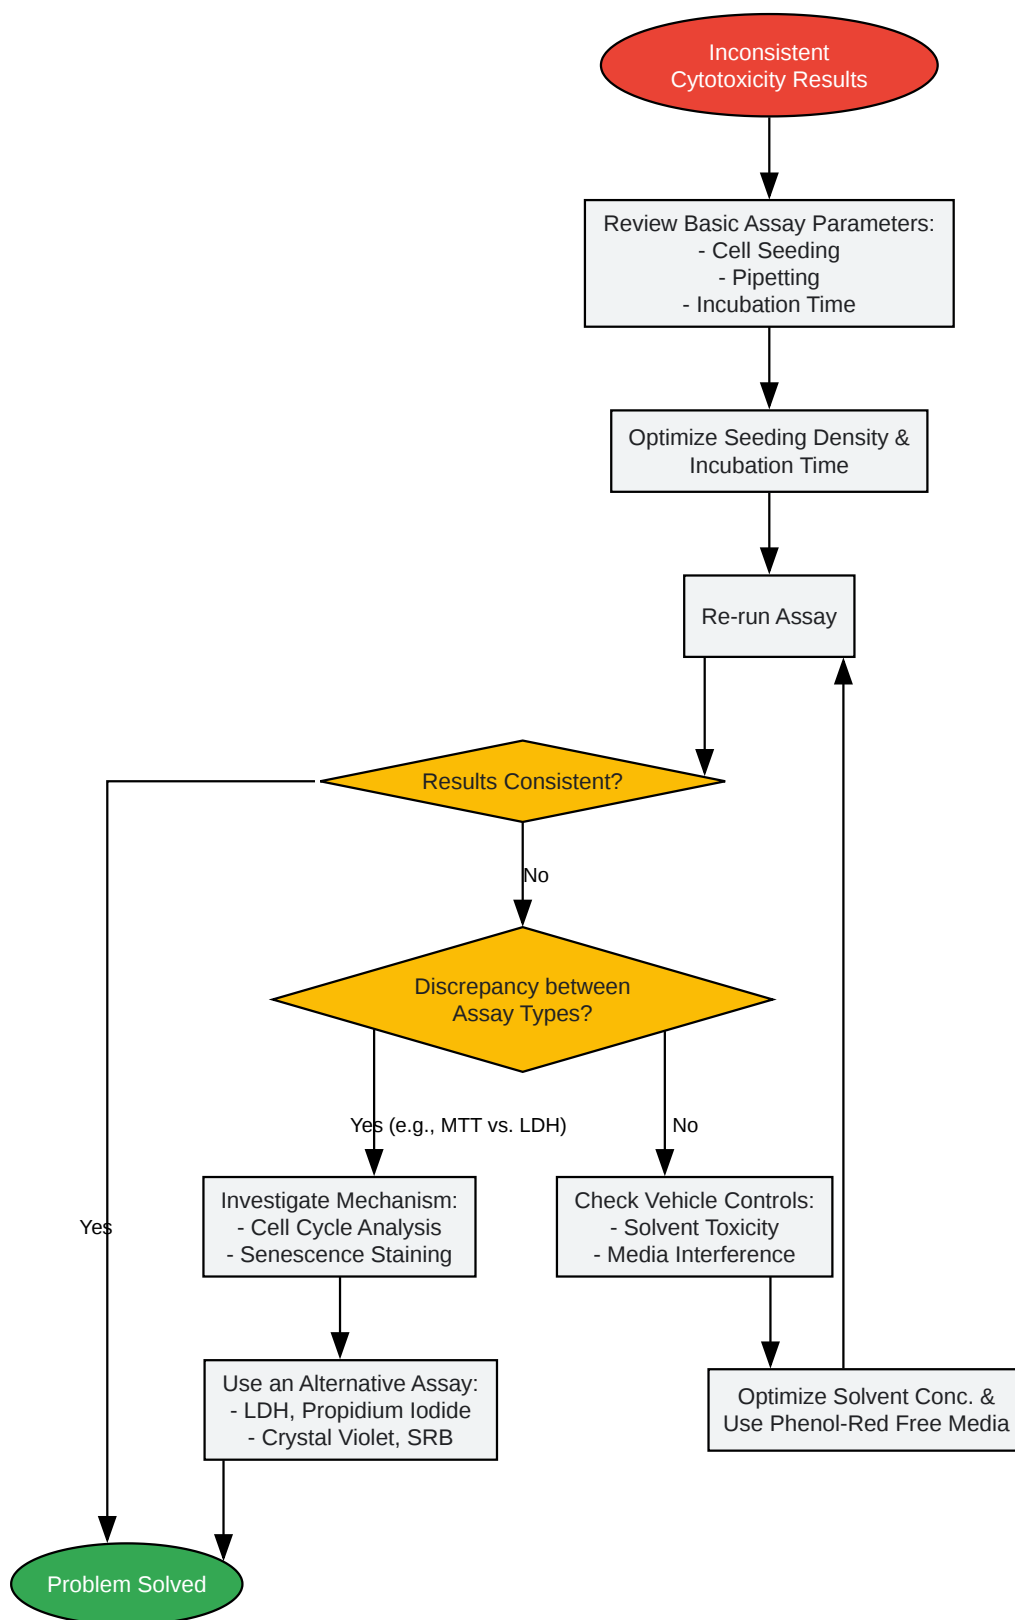 Inconsistent
Cytotoxicity Results
Review Basic Assay Parameters:
- Cell Seeding
- Pipetting
- Incubation Time
Optimize Seeding Density &
Incubation Time
Re-run Assay
Results Consistent?
No
Discrepancy between
Assay Types?
Yes (e.g., MTT vs. LDH)
No
Yes
Investigate Mechanism:
- Cell Cycle Analysis
- Senescence Staining
Check Vehicle Controls:
- Solvent Toxicity
- Media Interference
Use an Alternative Assay:
- LDH, Propidium Iodide
- Crystal Violet, SRB
Optimize Solvent Conc. &
Use Phenol-Red Free Media
Problem Solved